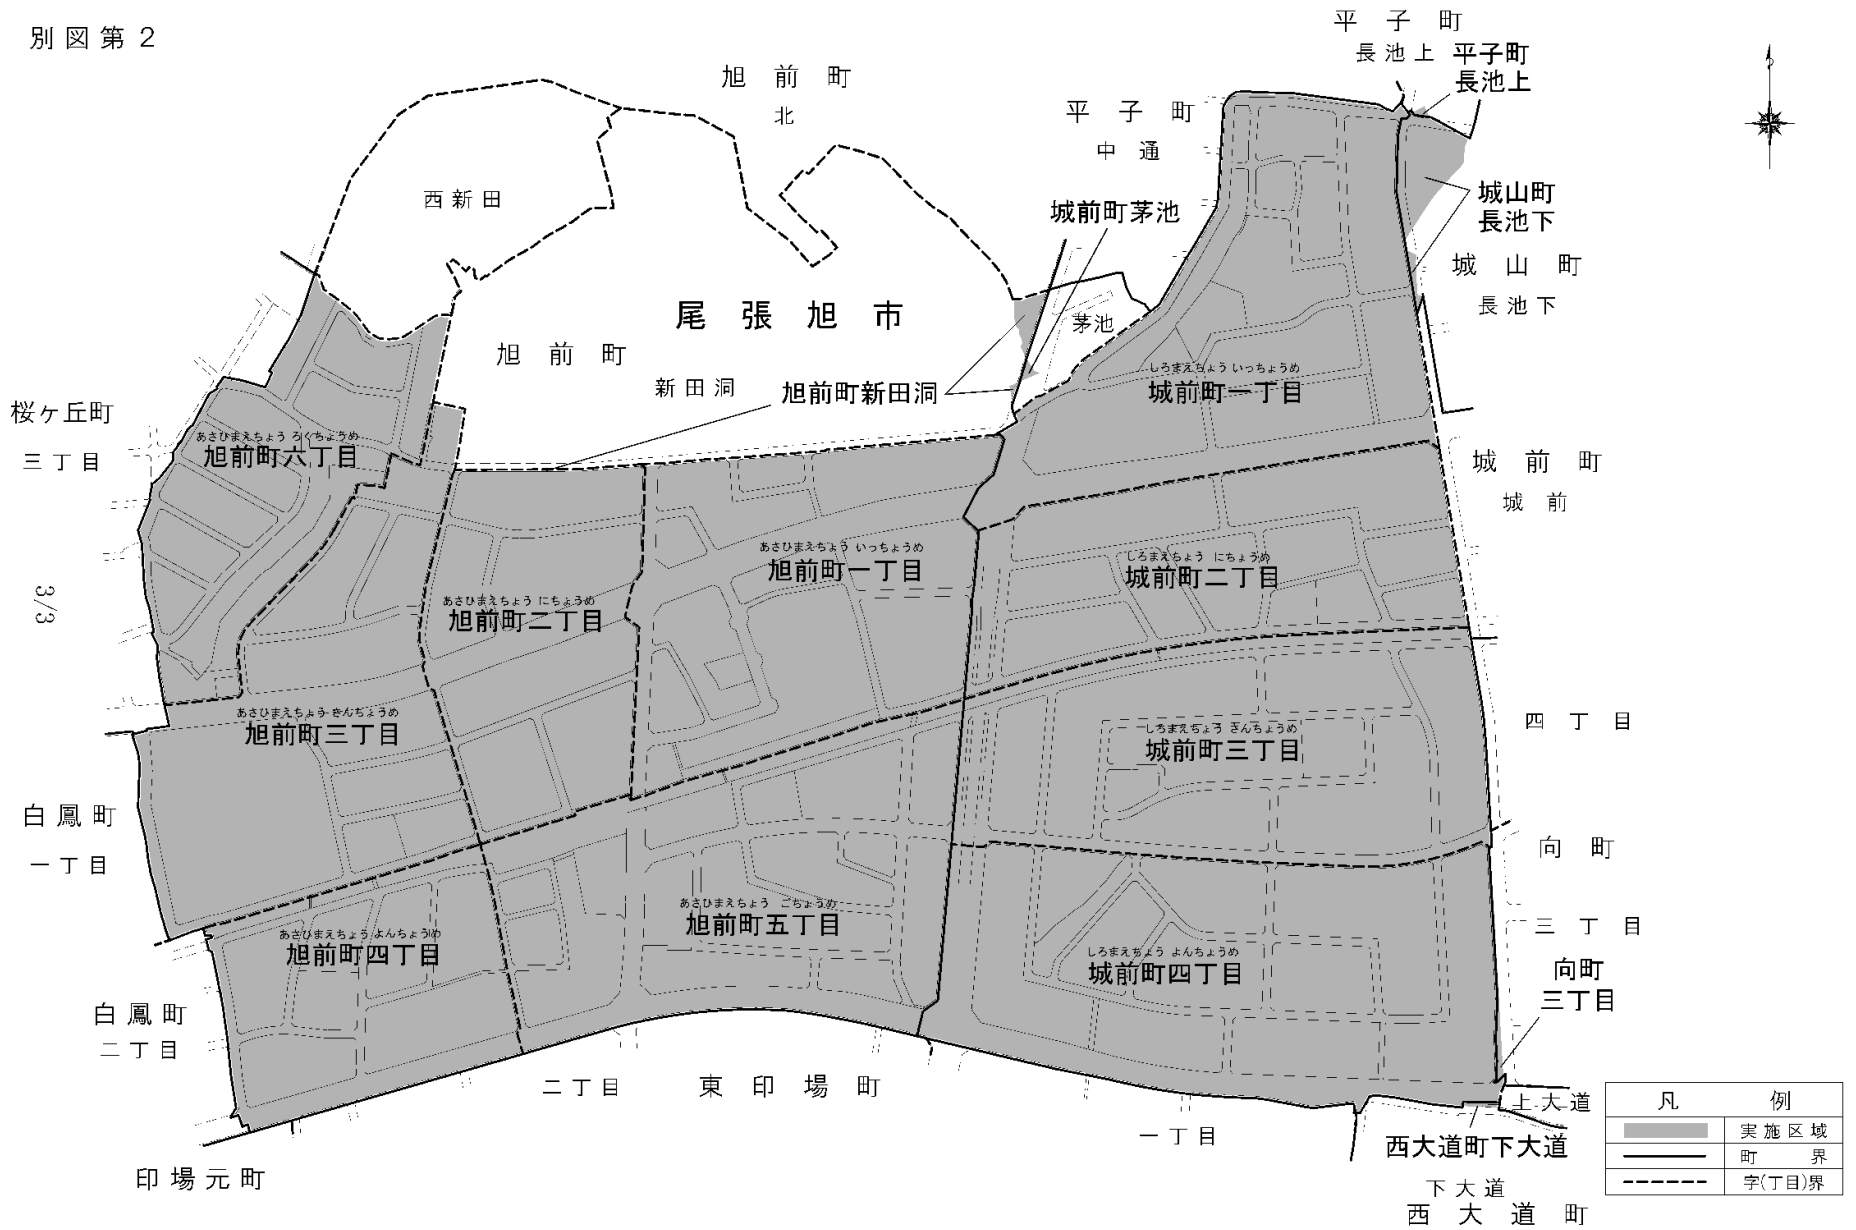 別図第2
平子町
長池上
平子町
長池上
旭前町
北
平子町
中通
西新田
城前町茅池
城山町
長池下
城山町
長池下
尾張旭市
茅池
旭前町
新田洞
旭前町新田洞
しろまえちょう いっちょうめ
城前町一丁目
桜ヶ丘町
三丁目
あさひまえちょう ろくちょうめ
旭前町六丁目
城前町
城前
あさひまえちょう いっちょうめ
旭前町一丁目
しろまえちょう にちょうめ
城前町二丁目
3/3
あさひまえちょう にちょうめ
旭前町二丁目
あさひまえちょう さんちょうめ
旭前町三丁目
しろまえちょう さんちょうめ
城前町三丁目
四丁目
白鳳町
一丁目
向町
三丁目
あさひまえちょう ごちょうめ
旭前町五丁目
あさひまえちょう よんちょうめ
旭前町四丁目
しろまえちょう よんちょうめ
城前町四丁目
向町
三丁目
白鳳町
二丁目
二丁目
東印場町
一丁目
上大道
西大道町下大道
下大道
西大道町
印場元町
凡例
実施区域
町界
字(丁目)界